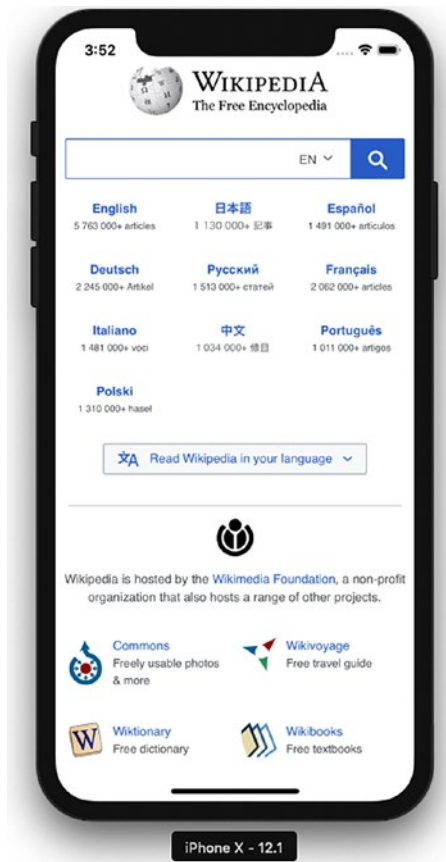 3:52
WIKIPEDIA
The Free Encyclopedia
EN
English
5 763 000+ articles
日本語
1 130 000+ 記事
Español
1 491 000+ artículos
Deutsch
2 245 000+ Artikel
Русский
1 513 000+ статей
Français
2 062 000+ articles
Italiano
1 481 000+ voci
中文
1 034 000+ 條目
Português
1 011 000+ artigos
Polski
1 310 000+ haseł
文A Read Wikipedia in your language
Wikipedia is hosted by the Wikimedia Foundation, a non-profit
organization that also hosts a range of other projects.
Commons
Freely usable photos
& more
Wikivoyage
Free travel guide
W
Wiktionary
Free dictionary
Wikibooks
Free textbooks
iPhone X - 12.1